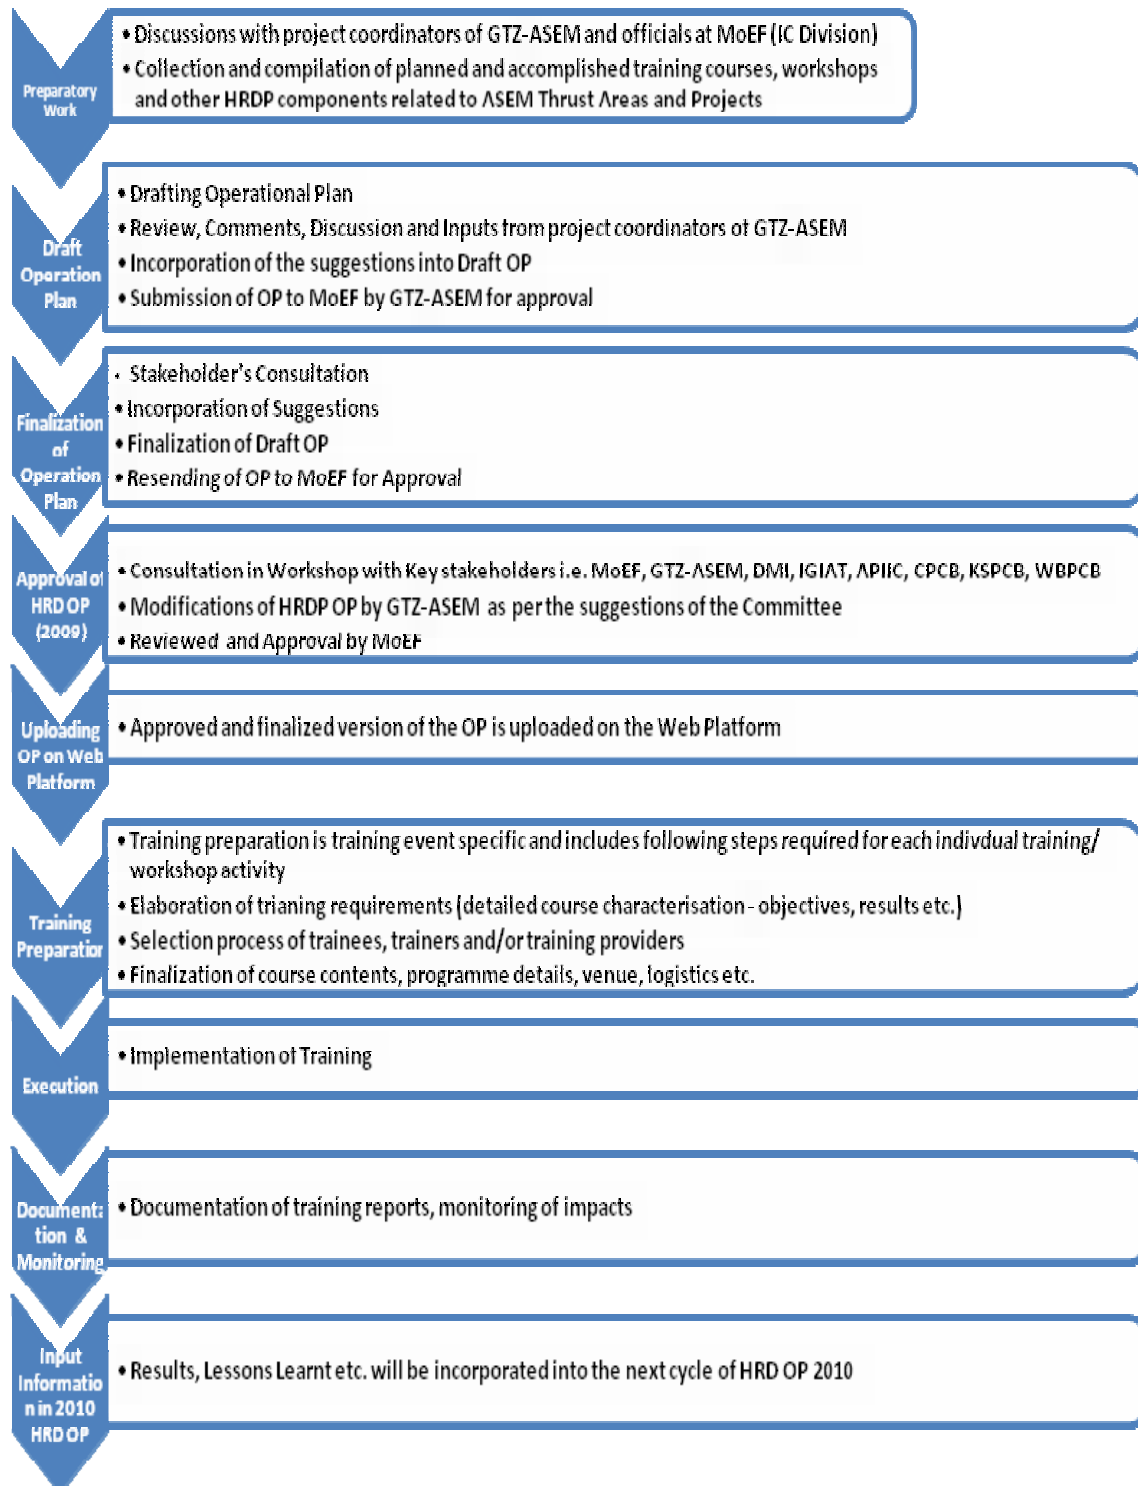 Preparatory
Work
• Discussions with project coordinators of GTZ-ASEM and officials at MoEF (IC Division)
• Collection and compilation of planned and accomplished training courses, workshops
and other HRDP components related to ASEM Thrust Areas and Projects
Draft
Operation
Plan
• Drafting Operational Plan
• Review, Comments, Discussion and Inputs from project coordinators of GTZ-ASEM
• Incorporation of the suggestions into Draft OP
• Submission of OP to MoEF by GTZ-ASEM for approval
Finalization
of
Operation
Plan
• Stakeholder's Consultation
• Incorporation of Suggestions
• Finalization of Draft OP
• Resending of OP to MoEF for Approval
Approval of
HRD OP
(2009)
• Consultation in Workshop with Key stakeholders i.e. MoEF, GTZ-ASEM, DMI, IGIAT, APIIC, CPCB, KSPCB, WBPCB
• Modifications of HRDP OP by GTZ-ASEM as per the suggestions of the Committee
• Reviewed and Approval by MoEF
Uploading
OP on Web
Platform
• Approved and finalized version of the OP is uploaded on the Web Platform
Training
Preparation
• Training preparation is training event specific and includes following steps required for each indivdual training/
workshop activity
• Elaboration of trianing requirements (detailed course characterisation - objectives, results etc.)
• Selection process of trainees, trainers and/or training providers
• Finalization of course contents, programme details, venue, logistics etc.
Execution
• Implementation of Training
Documenta
tion &
Monitoring
• Documentation of training reports, monitoring of impacts
Input
Informatio
n in 2010
HRD OP
• Results, Lessons Learnt etc. will be incorporated into the next cycle of HRD OP 2010